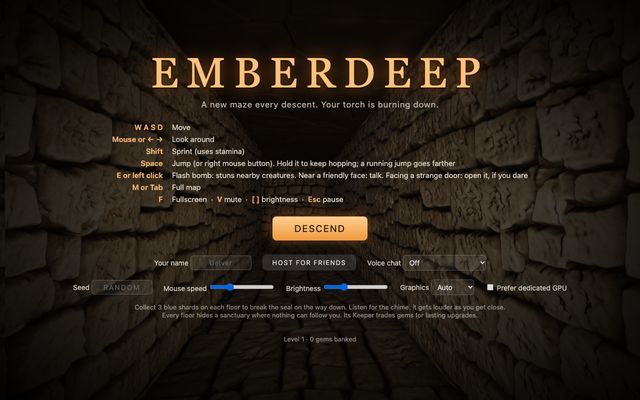 EMBERDEEP
A new maze every descent. Your torch is burning down.
W A S D Move
Mouse or ← → Look around
Shift Sprint (uses stamina)
Space Jump (or right mouse button). Hold it to keep hopping; a running jump goes farther
E or left click Flash bomb: stuns nearby creatures. Near a friendly face: talk. Facing a strange door: open it, if you dare
M or Tab Full map
F Fullscreen · V mute · [ ] brightness · Esc pause
DESCEND
Your name Delver HOST FOR FRIENDS Voice chat Off
Seed RANDOM Mouse speed Brightness Graphics Auto Prefer dedicated GPU
Collect 3 blue shards on each floor to break the seal on the way down. Listen for the chime, it gets louder as you get close.
Every floor hides a sanctuary where nothing can follow you. Its Keeper trades gems for lasting upgrades.
Level 1 · 0 gems banked